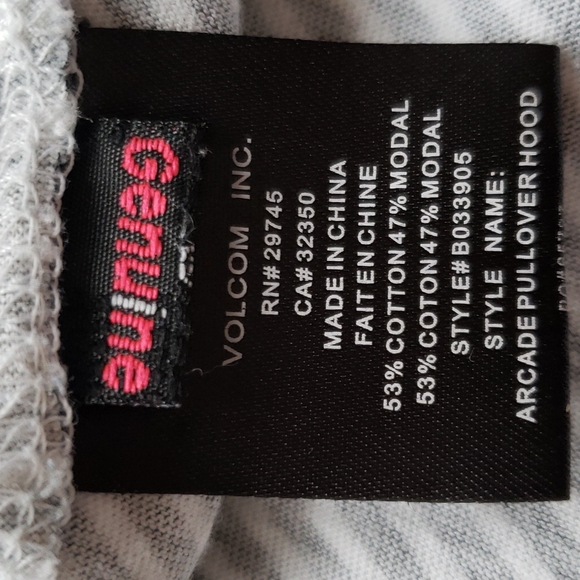 Genuine
VOLCOM INC.
RN# 29745
CA# 32350
MADE IN CHINA
FAIT EN CHINE
53% COTTON 47% MODAL
53% COTON 47% MODAL
STYLE# B033905
STYLE NAME:
ARCADE PULLOVER HOOD